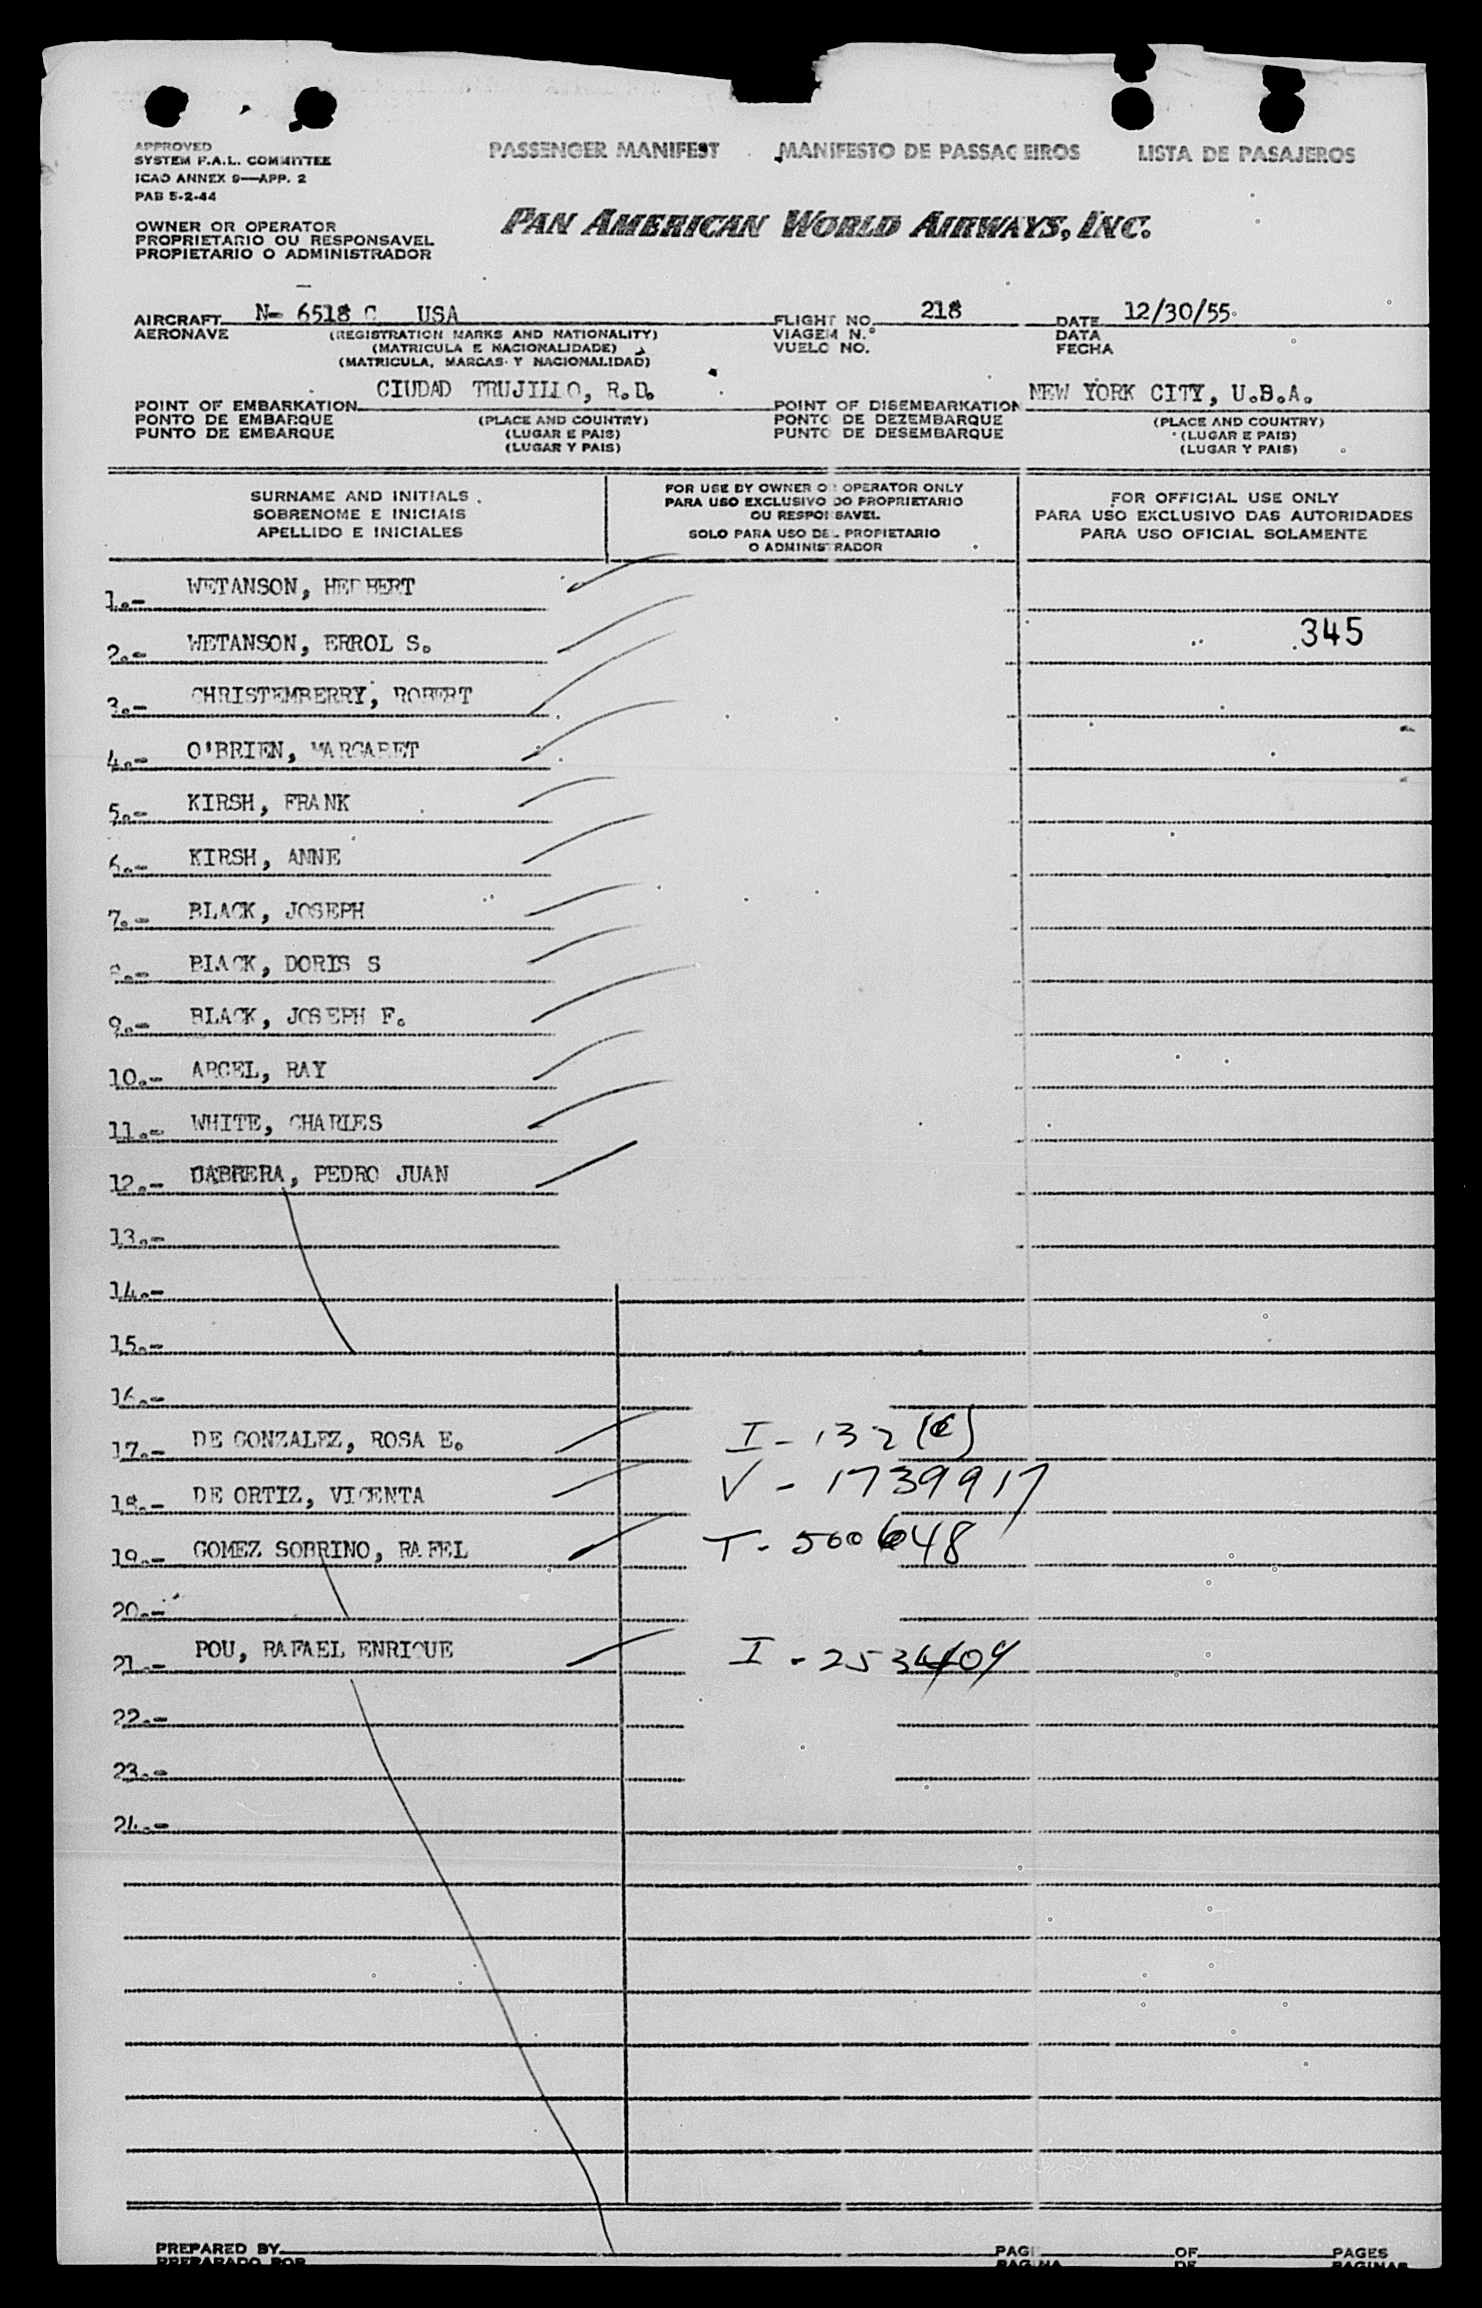 APPROVED
SYSTEM F.A.L. COMMITTEE
ICAO ANNEX 9—APP. 2
PAB 5-2-44
PASSENGER MANIFEST MANIFESTO DE PASSAGEIROS LISTA DE PASAJEROS
PAN AMERICAN WORLD AIRWAYS, INC.
OWNER OR OPERATOR
PROPRIETARIO OU RESPONSAVEL
PROPIETARIO O ADMINISTRADOR
AIRCRAFT N- 6518 C USA FLIGHT NO. 218 DATE 12/30/55
AERONAVE (REGISTRATION MARKS AND NATIONALITY) VIAGEM N.° DATA
(MATRICULA E NACIONALIDADE) VUELO NO. FECHA
(MATRICULA, MARCAS Y NACIONALIDAD)
POINT OF EMBARKATION CIUDAD TRUJILLO, R.D. POINT OF DISEMBARKATION NEW YORK CITY, U.S.A.
PONTO DE EMBARQUE (PLACE AND COUNTRY) PONTO DE DEZEMBARQUE (PLACE AND COUNTRY)
PUNTO DE EMBARQUE (LUGAR E PAIS) PUNTO DE DESEMBARQUE (LUGAR E PAIS)
(LUGAR Y PAIS) (LUGAR Y PAIS)
SURNAME AND INITIALS
SOBRENOME E INICIAIS
APELLIDO E INICIALES
FOR USE BY OWNER OR OPERATOR ONLY
PARA USO EXCLUSIVO DO PROPRIETARIO
OU RESPONSAVEL
SOLO PARA USO DEL PROPIETARIO
O ADMINISTRADOR
FOR OFFICIAL USE ONLY
PARA USO EXCLUSIVO DAS AUTORIDADES
PARA USO OFICIAL SOLAMENTE
1.- WETANSON, HERBERT
2.- WETANSON, ERROL S. 345
3.- CHRISTEMBERRY, ROBERT
4.- O'BRIEN, MARGARET
5.- KIRSH, FRANK
6.- KIRSH, ANNE
7.- BLACK, JOSEPH
8.- BLACK, DORIS S
9.- BLACK, JOSEPH F.
10.- ARCEL, RAY
11.- WHITE, CHARLES
12.- CABRERA, PEDRO JUAN
13.-
14.-
15.-
16.-
17.- DE GONZALEZ, ROSA E. I - 132 (c)
18.- DE ORTIZ, VICENTA V - 1739917
19.- GOMEZ SOBRINO, RAFEL T - 500648
20.-
21.- POU, RAFAEL ENRIQUE I - 2534404
22.-
23.-
24.-
PREPARED BY PAGE OF PAGES
PREPARADO POR PAGINA DE PAGINAS